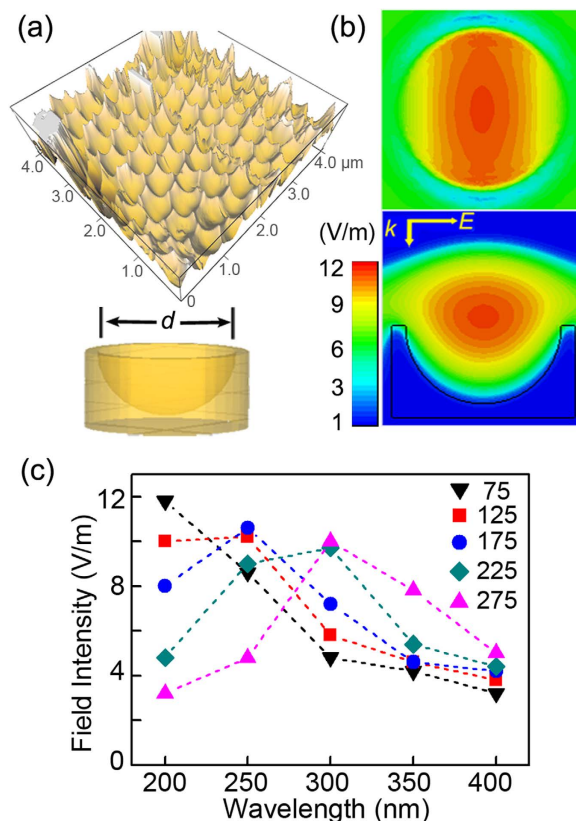 (a)
4.0
3.0
2.0
1.0
0
1.0
2.0
3.0
4.0 μm
d
(b)
(V/m)
12
9
6
3
1
k
E
(c)
Field Intensity (V/m)
12
8
4
0
75
125
175
225
275
200 250 300 350 400
Wavelength (nm)